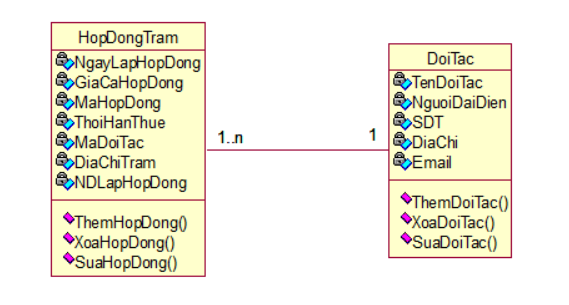 HopDongTram
NgayLapHopDong
GiaCaHopDong
MaHopDong
ThoiHanThue
MaDoiTac
DiaChiTram
NDLapHopDong
ThemHopDong()
XoaHopDong()
SuaHopDong()
1..n
1
DoiTac
TenDoiTac
NguoiDaiDien
SDT
DiaChi
Email
ThemDoiTac()
XoaDoiTac()
SuaDoiTac()